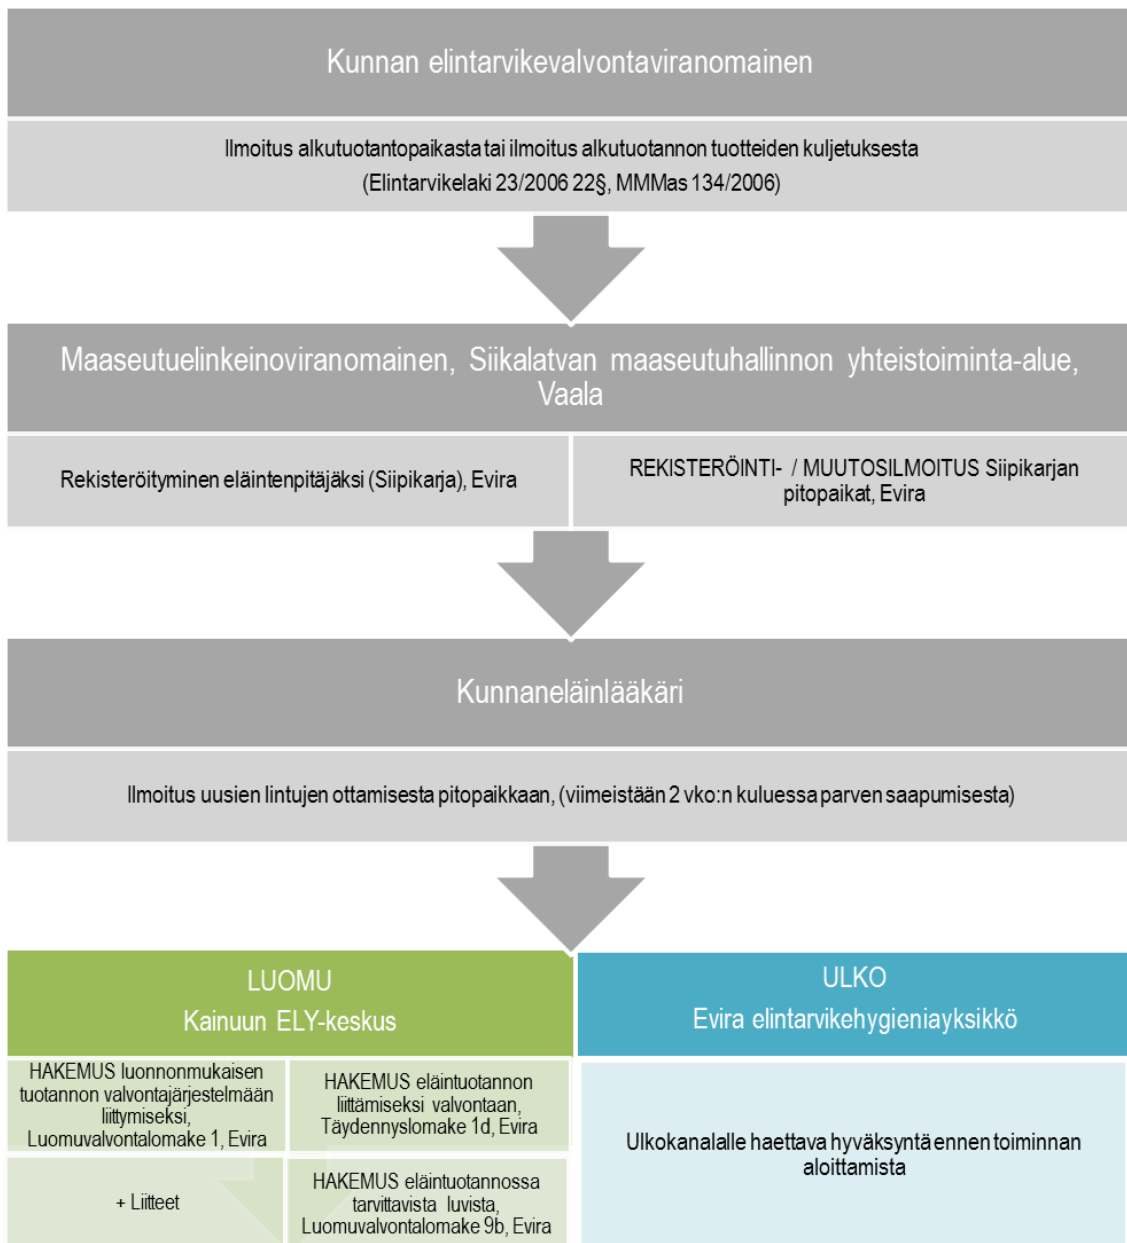 Kunnan elintarvikevalvontaviranomainen
Ilmoitus alkutuotantopaikasta tai ilmoitus alkutuotannon tuotteiden kuljetuksesta
(Elintarvikelaki 23/2006 22§, MMMas 134/2006)
Maaseutuelinkeinoviranomainen, Siikalatvan maaseutuhallinnon yhteistoiminta-alue,
Vaala
Rekisteröityminen eläintenpitäjäksi (Siipikarja), Evira
REKISTERÖINTI- / MUUTOSILMOITUS Siipikarjan
pitopaikat, Evira
Kunnaneläinlääkäri
Ilmoitus uusien lintujen ottamisesta pitopaikkaan, (viimeistään 2 vko:n kuluessa parven saapumisesta)
LUOMU
Kainuun ELY-keskus
HAKEMUS luonnonmukaisen
tuotannon valvontajärjestelmään
liittymiseksi,
Luomuvalvontalomake 1, Evira
HAKEMUS eläintuotannon
liittämiseksi valvontaan,
Täydennyslomake 1d, Evira
+ Liitteet
HAKEMUS eläintuotannossa
tarvittavista luvista,
Luomuvalvontalomake 9b, Evira
ULKO
Evira elintarvikehygieniayksikkö
Ulkokanalalle haettava hyväksyntä ennen toiminnan
aloittamista